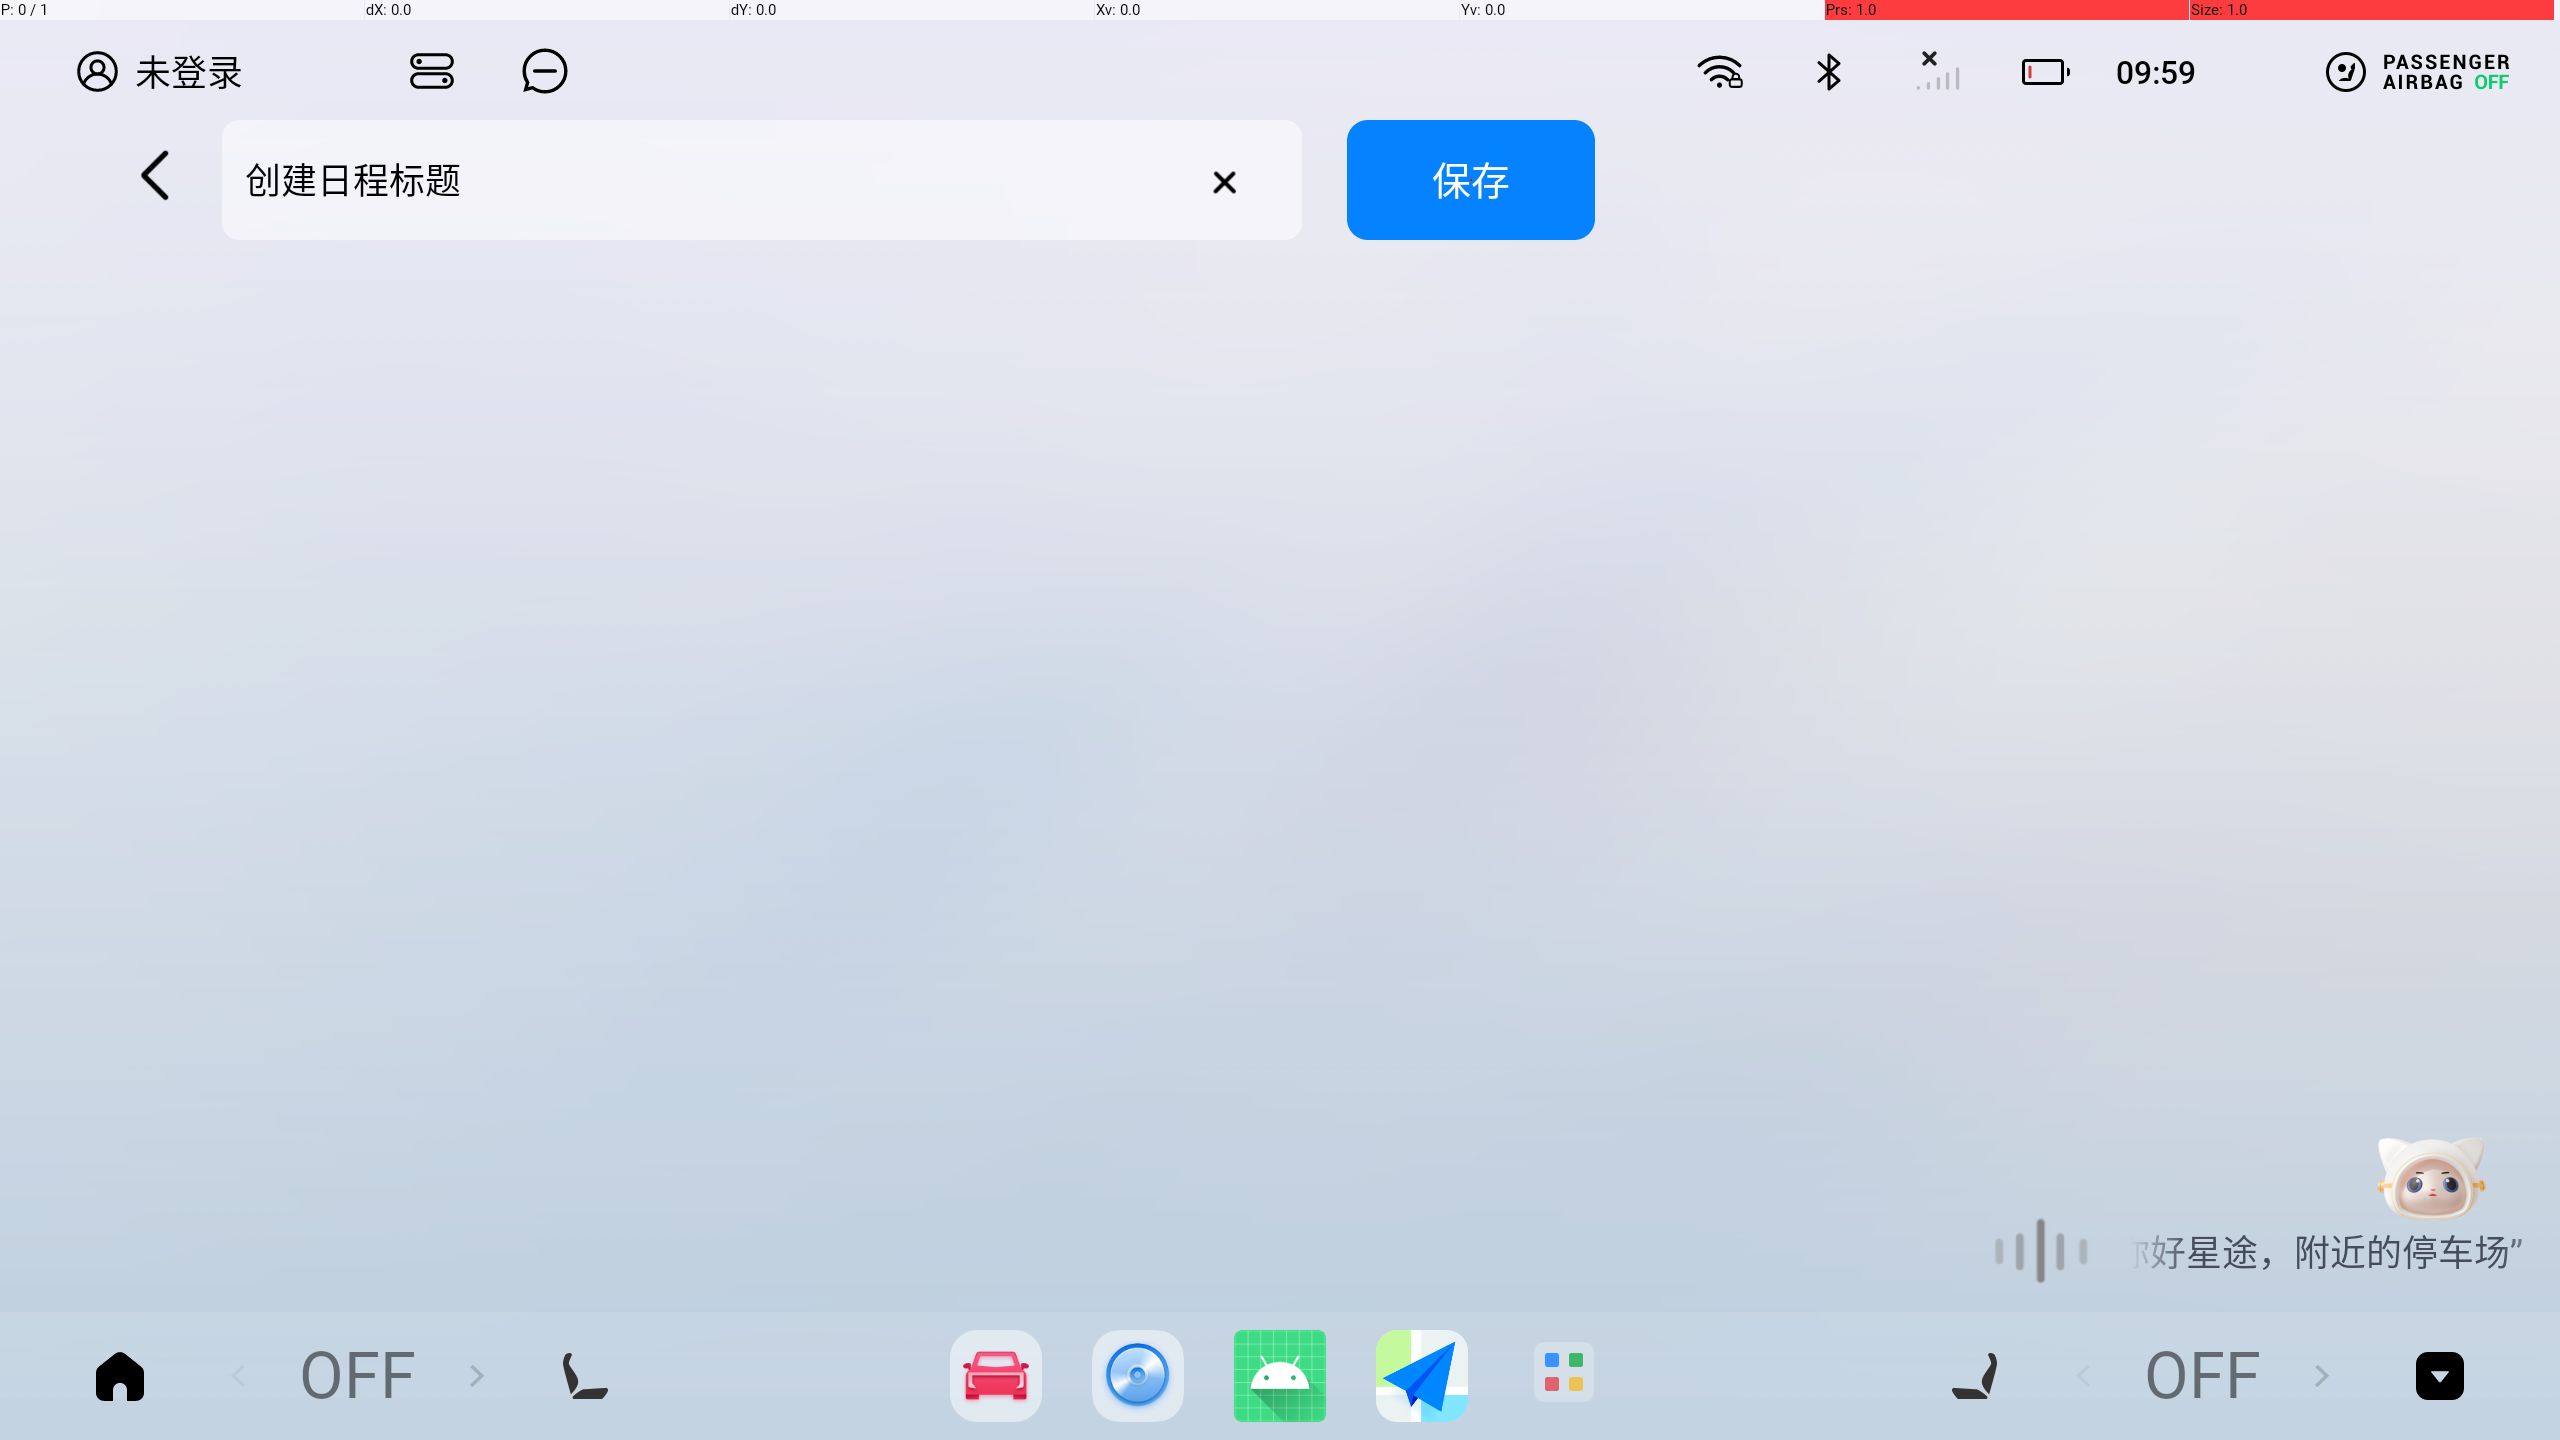 P: 0 / 1 dX: 0.0 dY: 0.0 Xv: 0.0 Yv: 0.0 Prs: 1.0 Size: 1.0
未登录 09:59 PASSENGER
AIRBAG OFF
创建日程标题 保存
好星途，附近的停车场”
OFF OFF